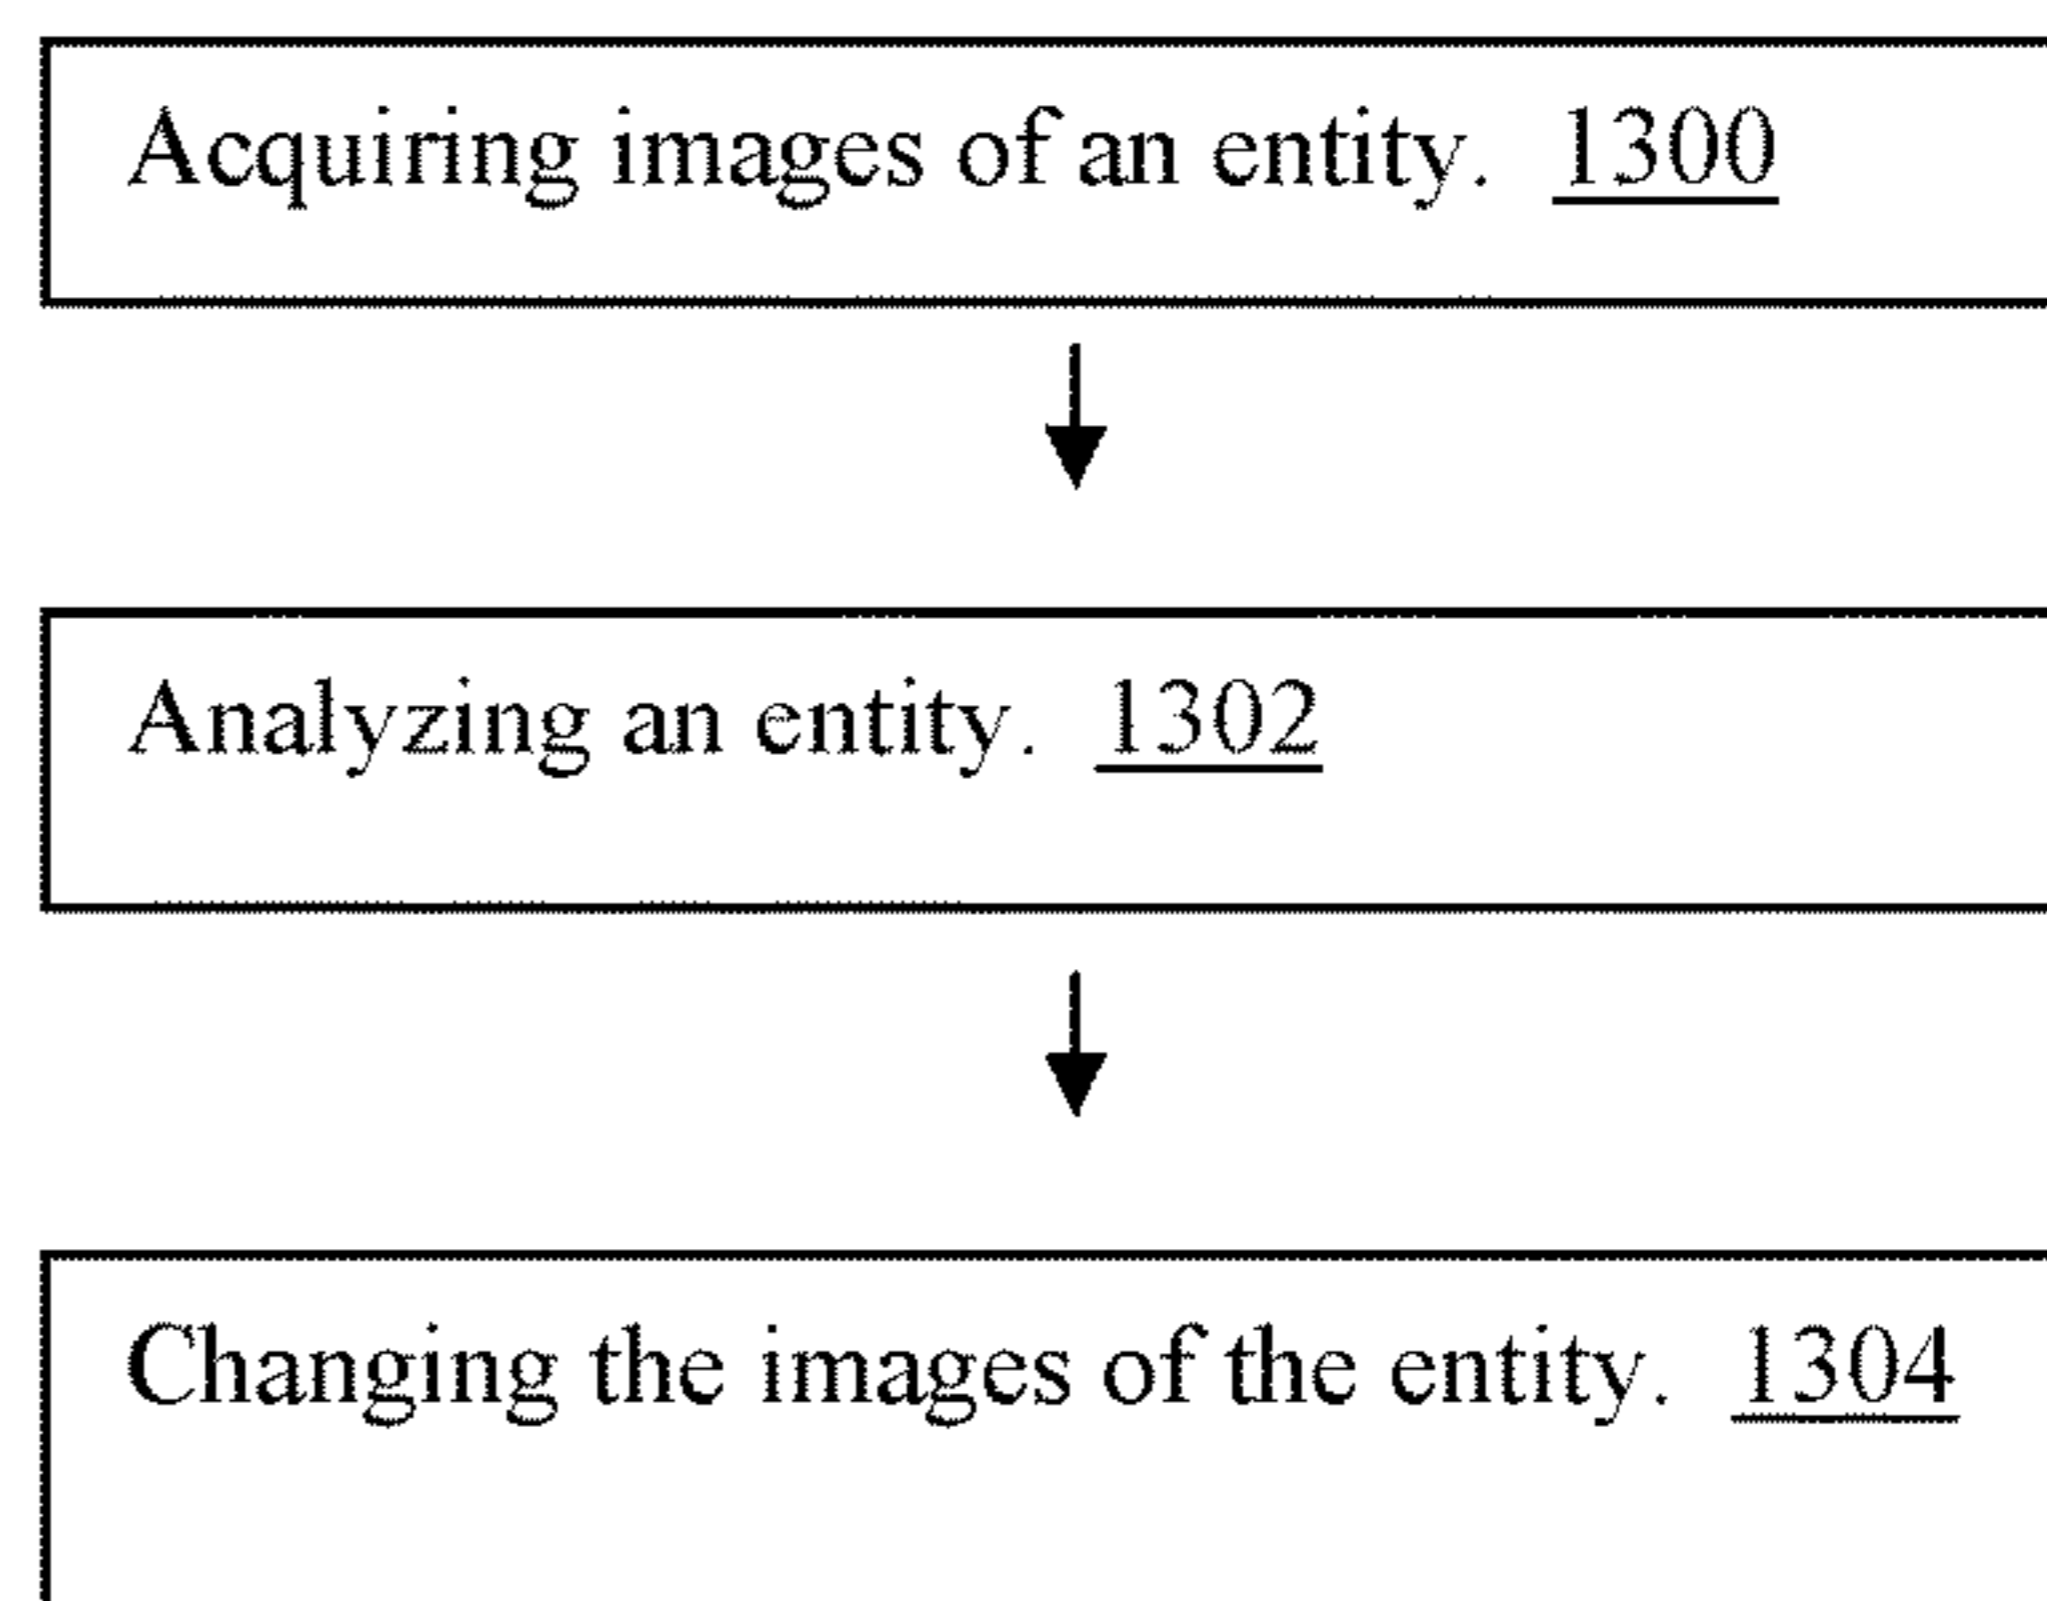 Acquiring images of an entity. 1300
Analyzing an entity. 1302
Changing the images of the entity. 1304